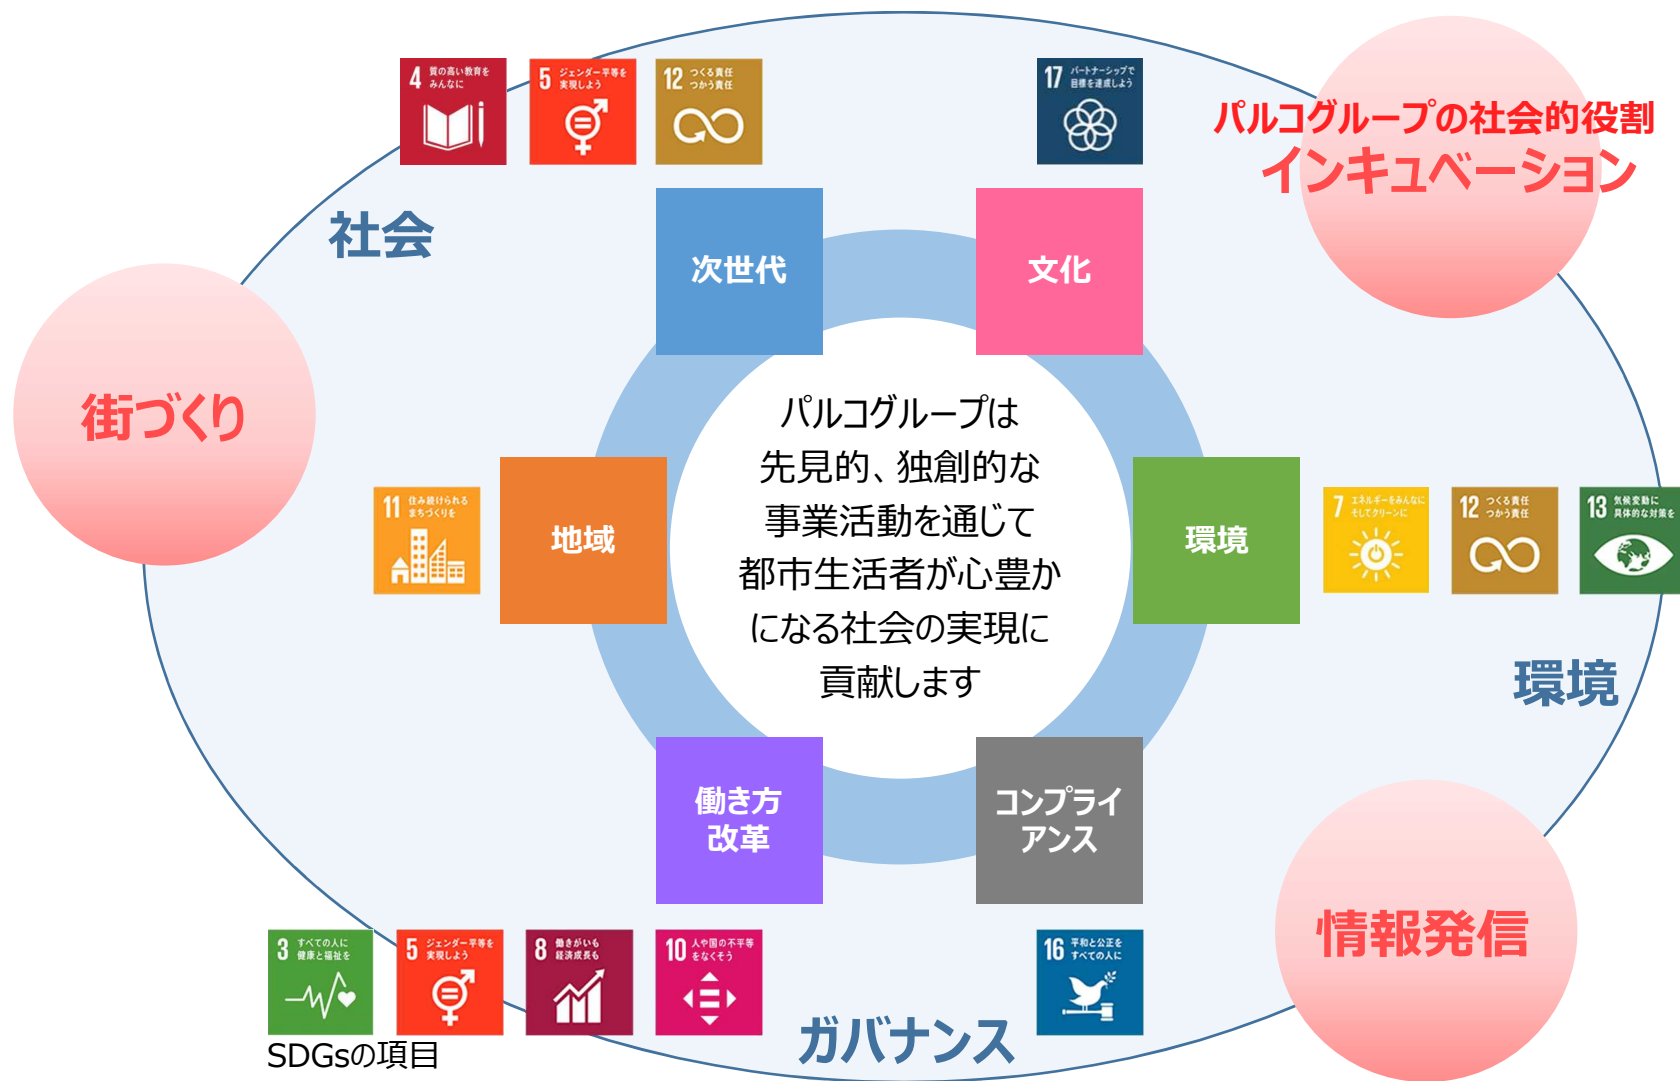 4 質の高い教育を
みんなに
5 ジェンダー平等を
実現しよう
12 つくる責任
つかう責任
17 パートナーシップで
目標を達成しよう
パルコグループの社会的役割
インキュベーション
社会
次世代
文化
街づくり
パルコグループは
先見的、独創的な
事業活動を通じて
都市生活者が心豊か
になる社会の実現に
貢献します
11 住み続けられる
まちづくりを
地域
環境
7 エネルギーをみんなに
そしてクリーンに
12 つくる責任
つかう責任
13 気候変動に
具体的な対策を
環境
働き方
改革
コンプライ
アンス
情報発信
3 すべての人に
健康と福祉を
5 ジェンダー平等を
実現しよう
8 働きがいも
経済成長も
10 人や国の不平等
をなくそう
16 平和と公正を
すべての人に
ガバナンス
SDGsの項目